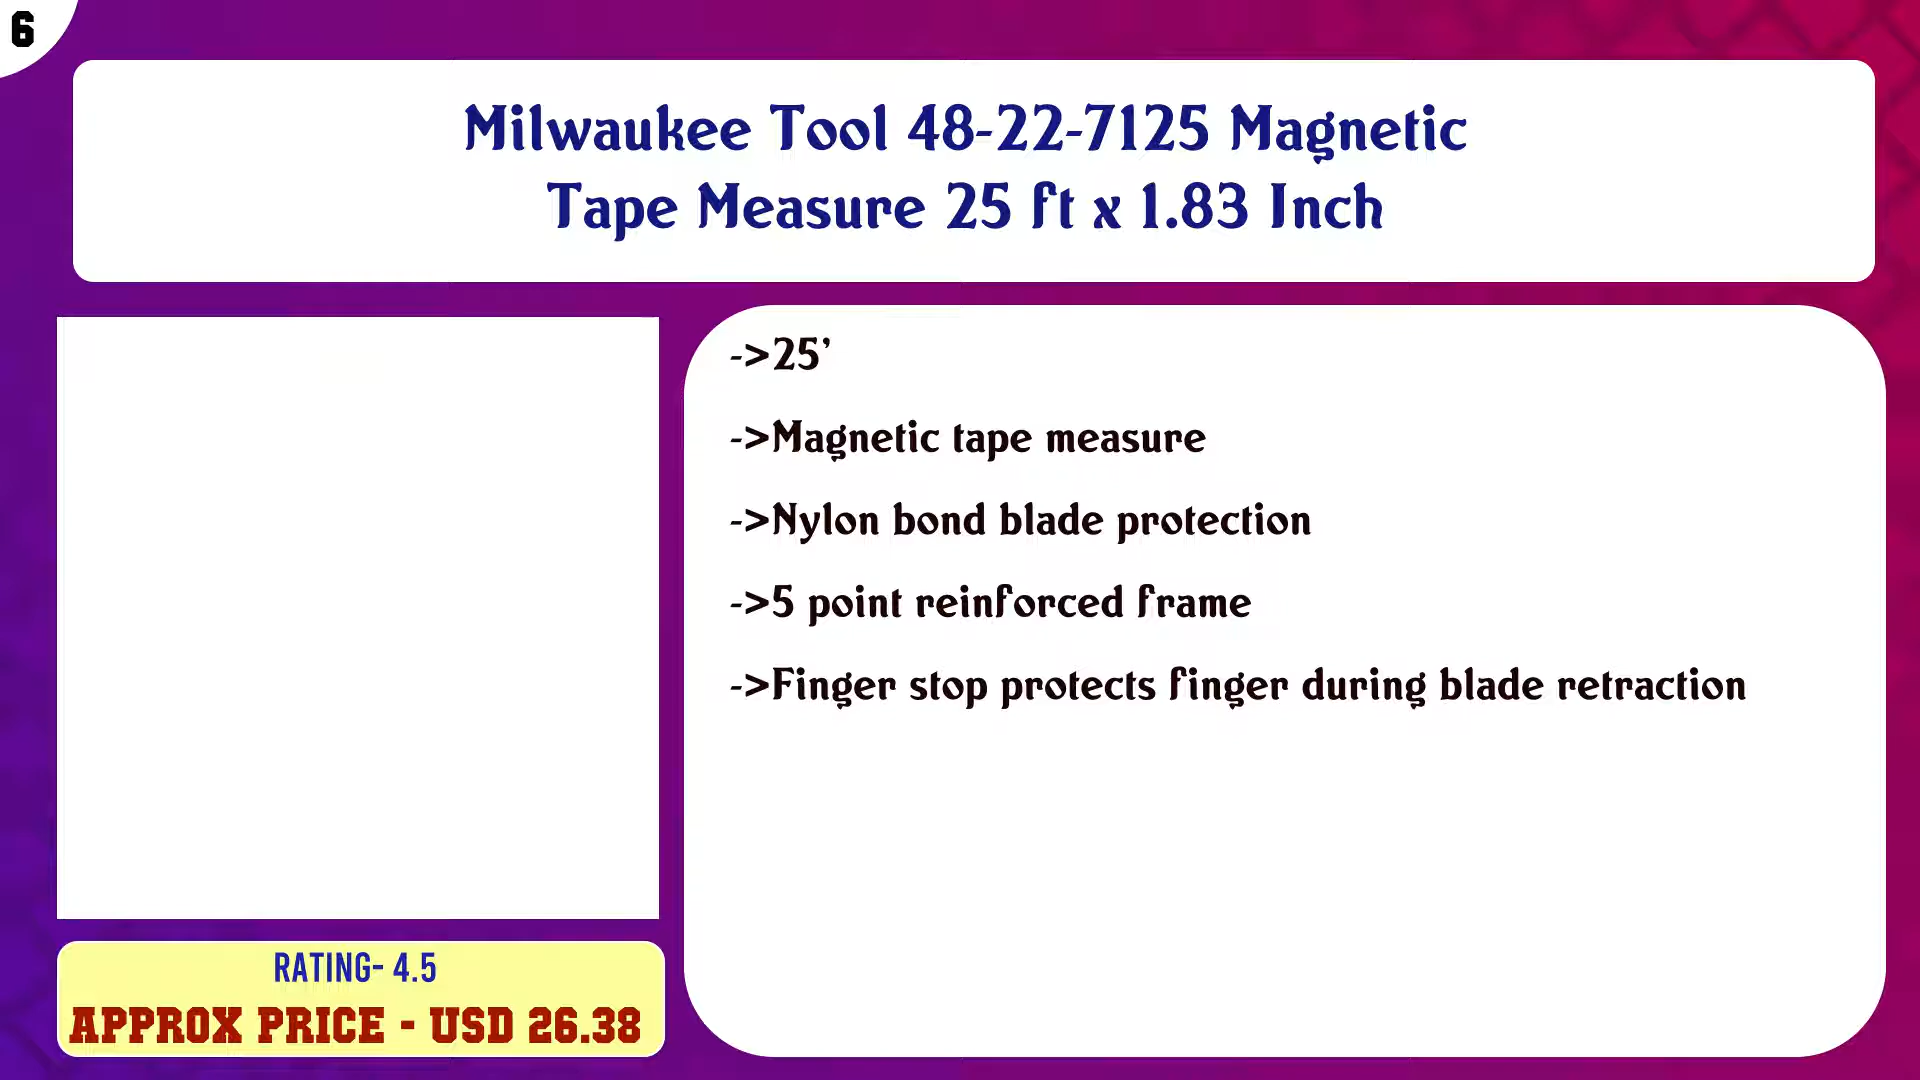 6
Milwaukee Tool 48-22-7125 Magnetic
Tape Measure 25 ft x 1.83 Inch
->25’
->Magnetic tape measure
->Nylon bond blade protection
->5 point reinforced frame
->Finger stop protects finger during blade retraction
RATING- 4.5
APPROX PRICE - USD 26.38